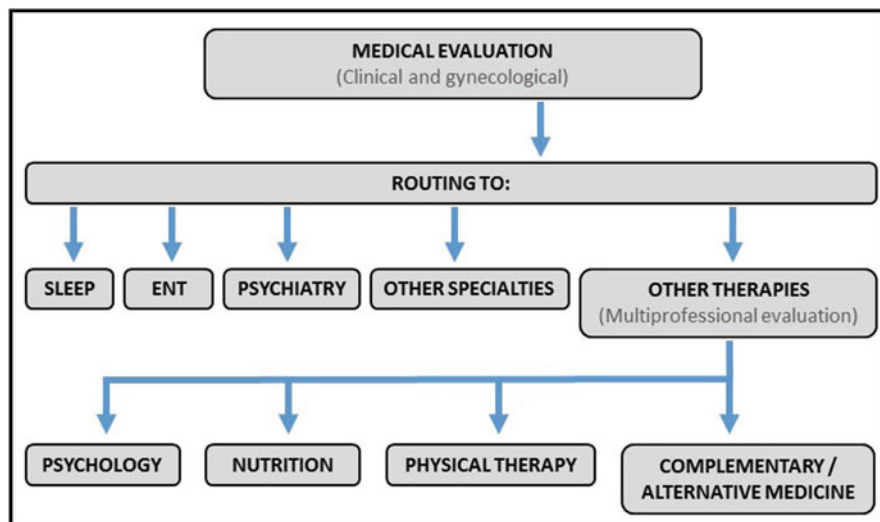 MEDICAL EVALUATION
(Clinical and gynecological)
ROUTING TO:
SLEEP
ENT
PSYCHIATRY
OTHER SPECIALTIES
OTHER THERAPIES
(Multiprofessional evaluation)
PSYCHOLOGY
NUTRITION
PHYSICAL THERAPY
COMPLEMENTARY /
ALTERNATIVE MEDICINE